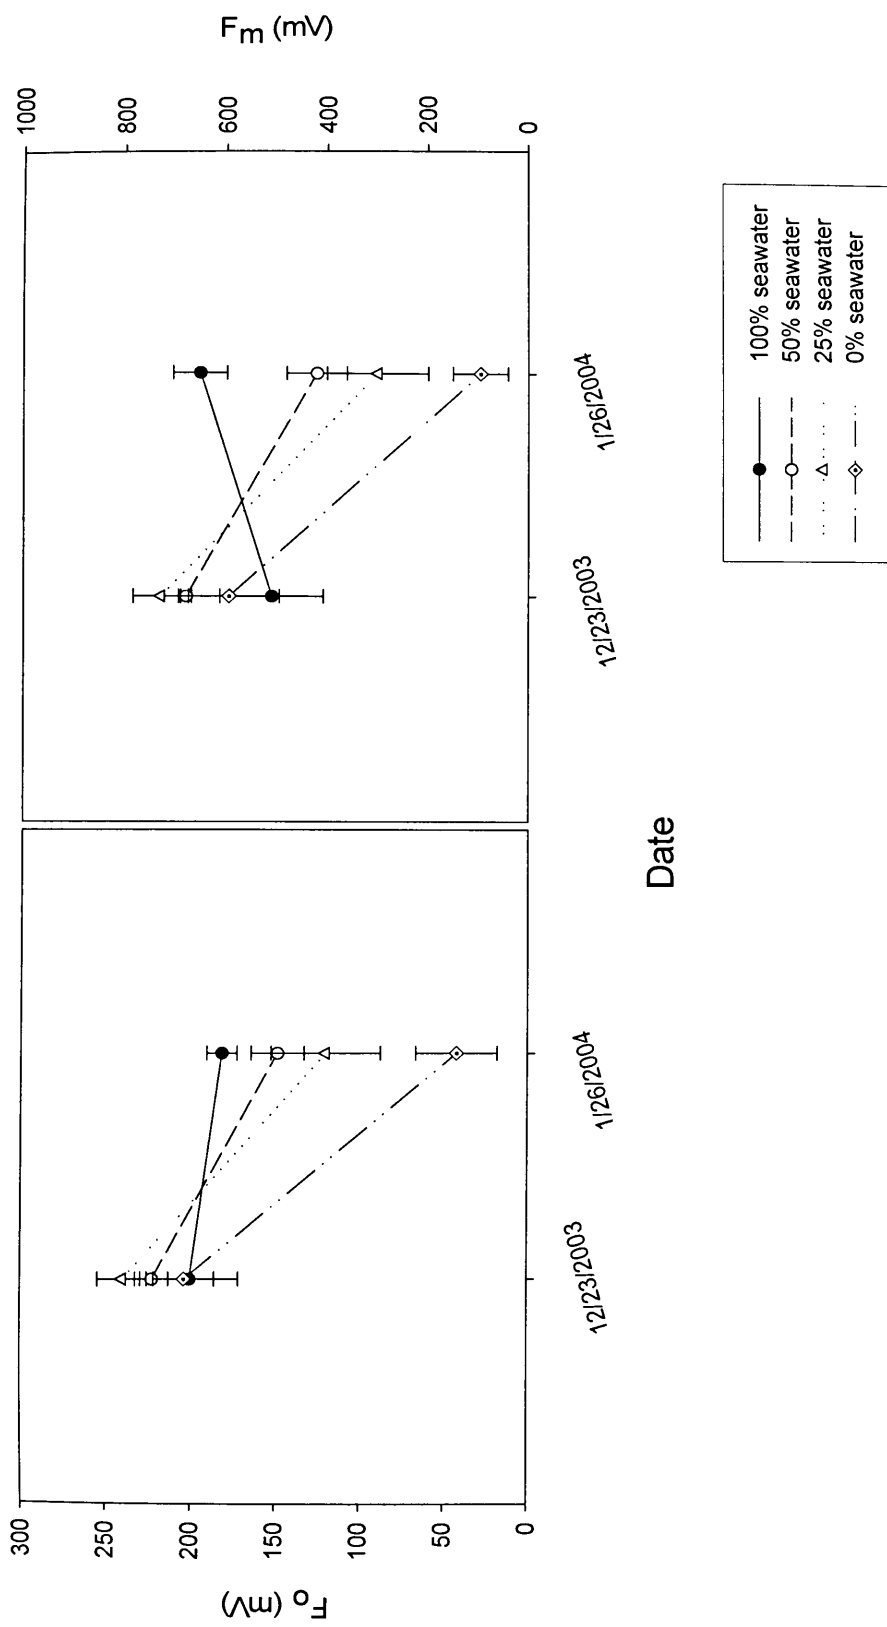 F₀ (mV)
300
250
200
150
100
50
0
12/23/2003
1/26/2004
12/23/2003
1/26/2004
Date
1000
800
600
400
200
0
Fₘ (mV)
100% seawater
50% seawater
25% seawater
0% seawater